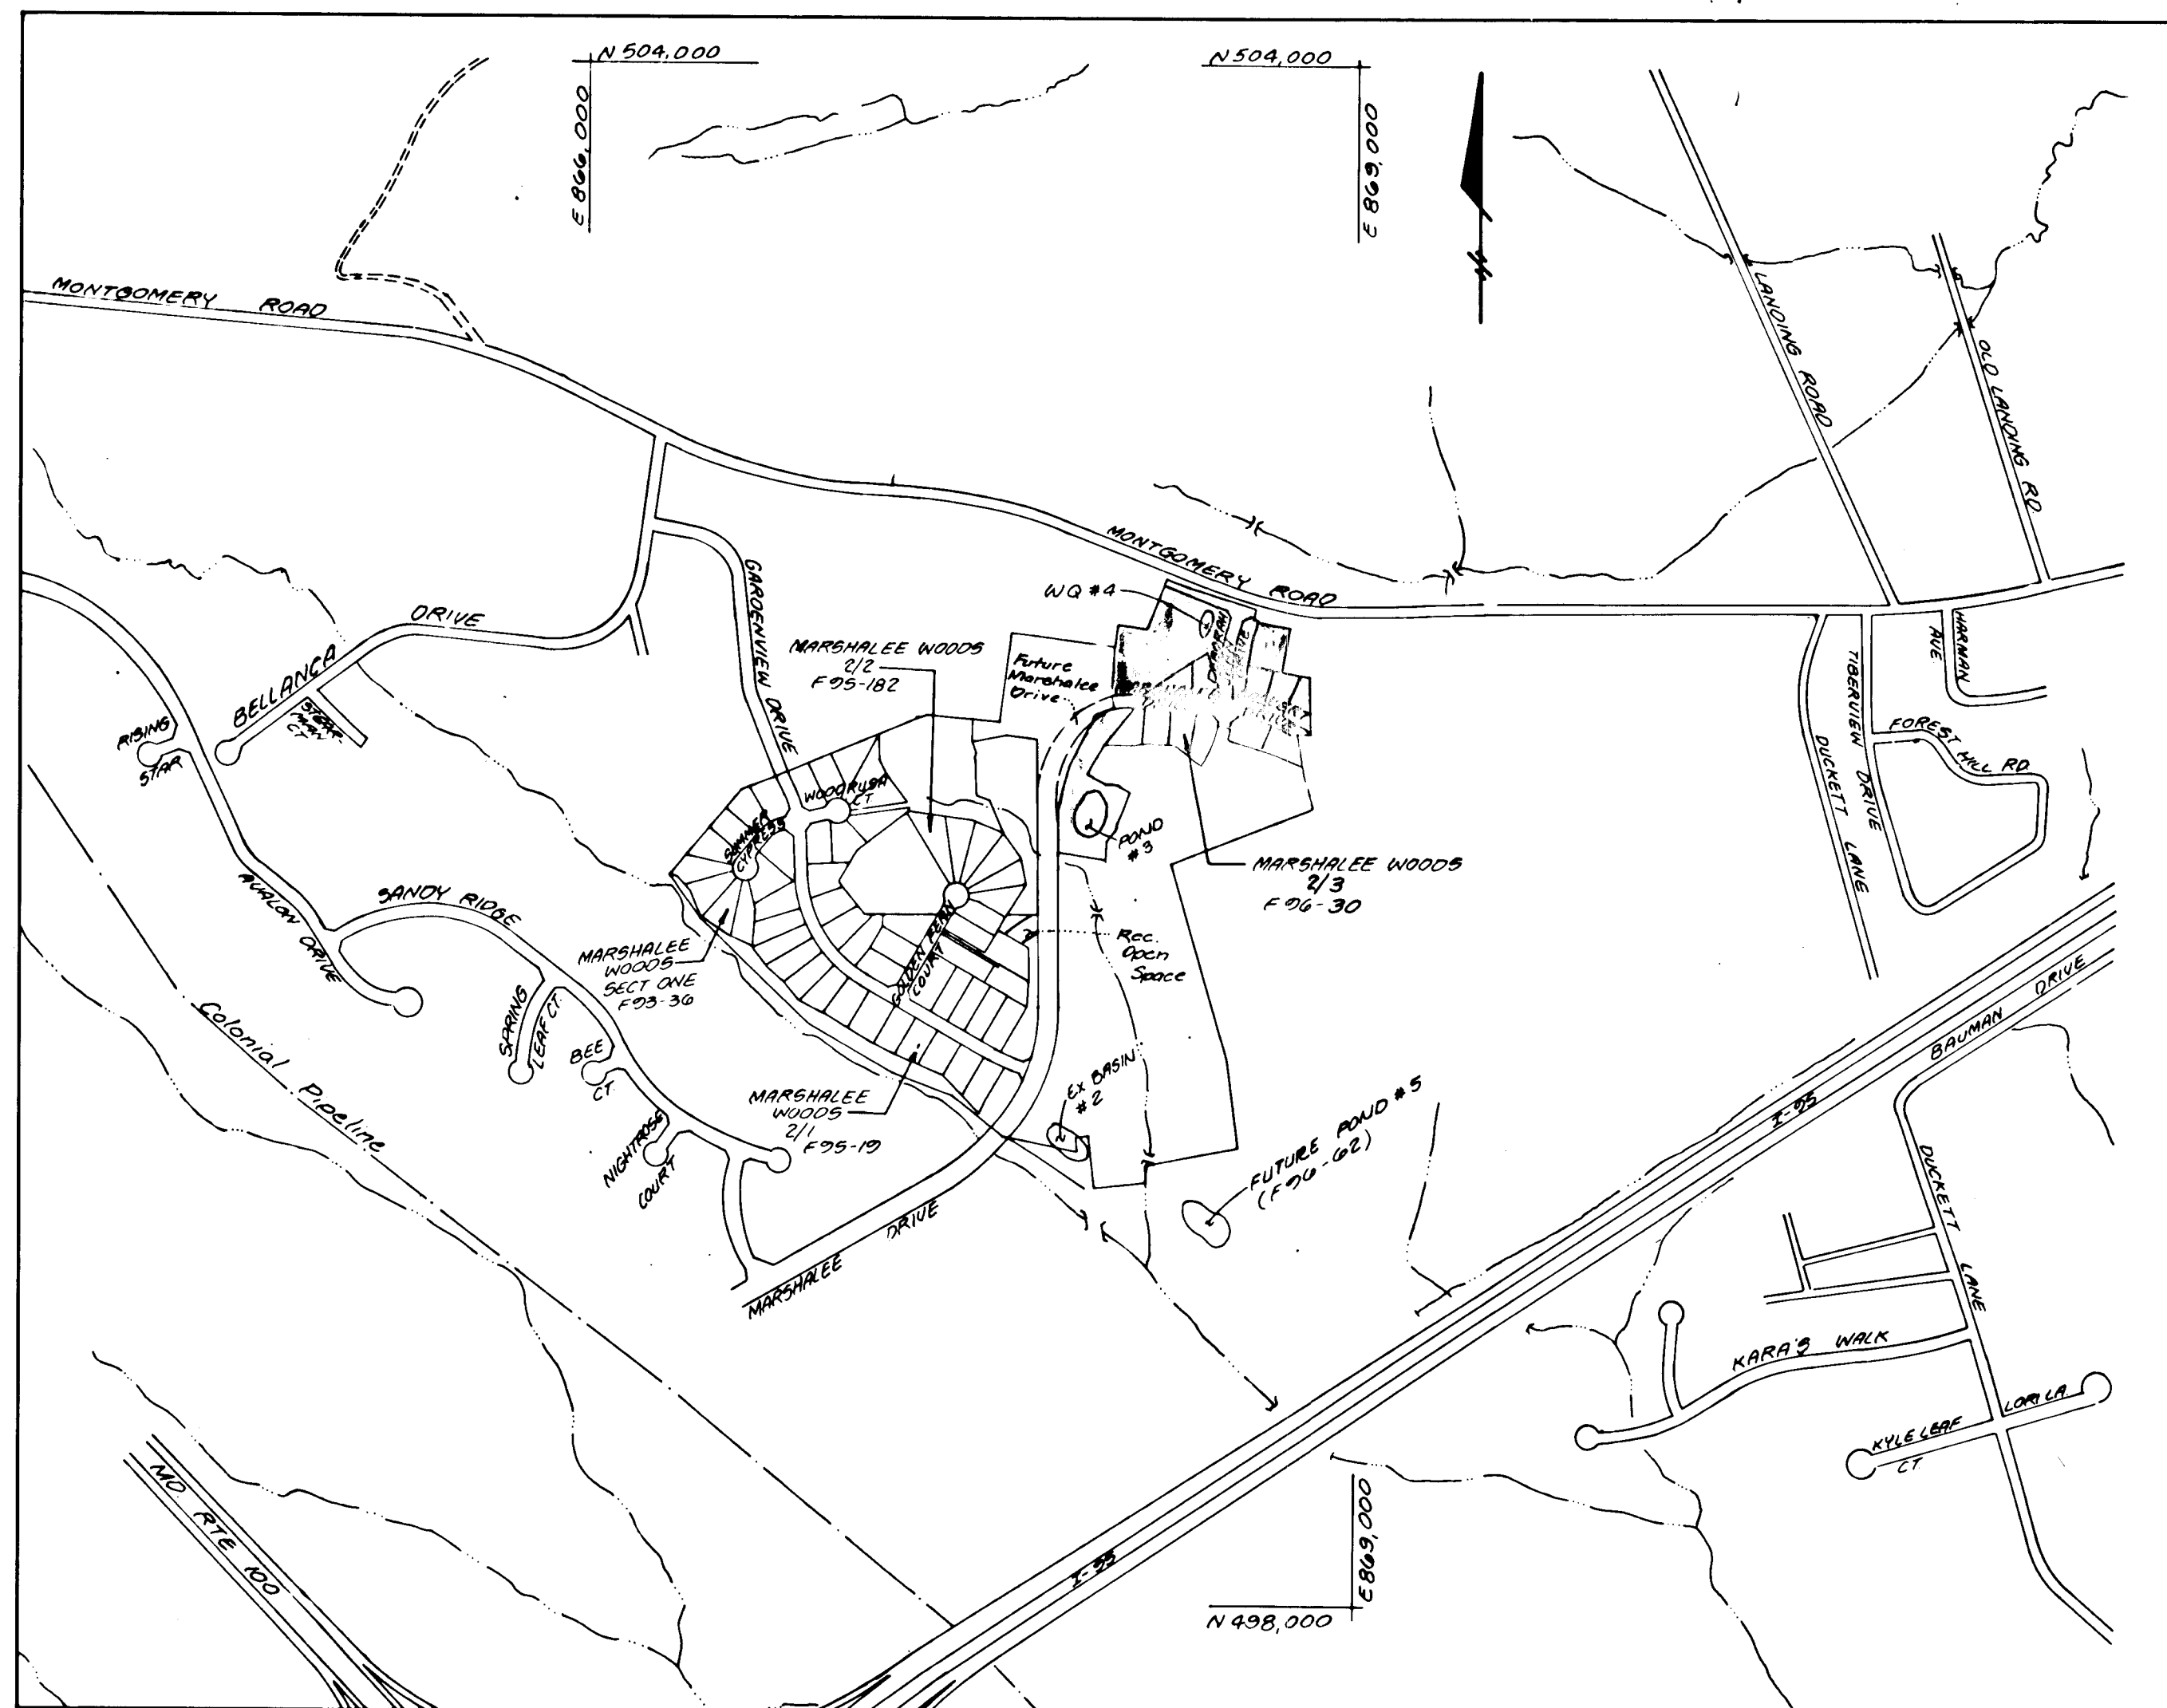 N 504,000
N 504,000
E 866,000
E 869,000
N
MONTGOMERY ROAD
LANDING ROAD
OLD LANDING RD.
MONTGOMERY ROAD
WQ #4
GARDENVIEW DRIVE
BELLANCA DRIVE
MARSHALEE WOODS
2/2
F95-182
Future
Marshalee
Drive
HARMAN
AVE
TIBERVIEW DRIVE
DUCKETT LANE
FOREST HILL RD.
RISING
STAR
WOODRUSH
CT
SUMMER
CYPRESS
POND
#3
MARSHALEE WOODS
2/3
F96-30
AVALON DRIVE
SANDY RIDGE
MARSHALEE
WOODS
SECT ONE
F93-36
GOLDEN FERN
COURT
Rec.
Open
Space
SPRING
LEAF CT.
BEE
CT.
Colonial Pipeline
EX BASIN
#2
MARSHALEE
WOODS
2/1
F95-19
NIGHTROSE
COURT
FUTURE POND #5
(F96-62)
BAUMAN DRIVE
I-95
DUCKETT
LANE
MARSHALEE DRIVE
KARA'S WALK
LORI LA.
KYLE LEAF
CT.
MD. RTE 100
I-95
E 869,000
N 498,000